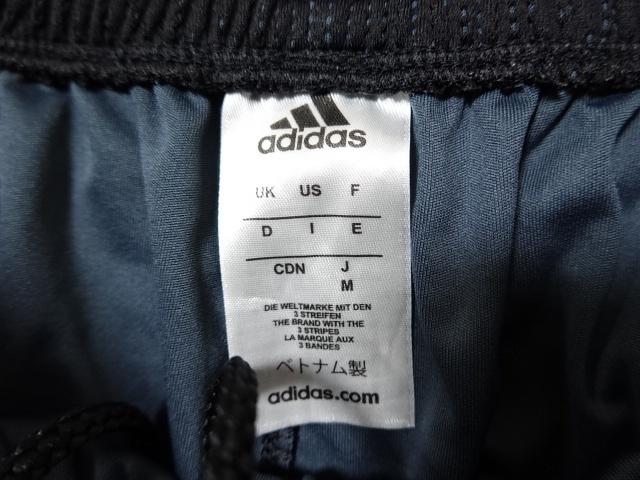 adidas
UK US F
D I E
CDN J
M
DIE WELTMARKE MIT DEN
3 STREIFEN
THE BRAND WITH THE
3 STRIPES
LA MARQUE AUX
3 BANDES
ベトナム製
adidas.com